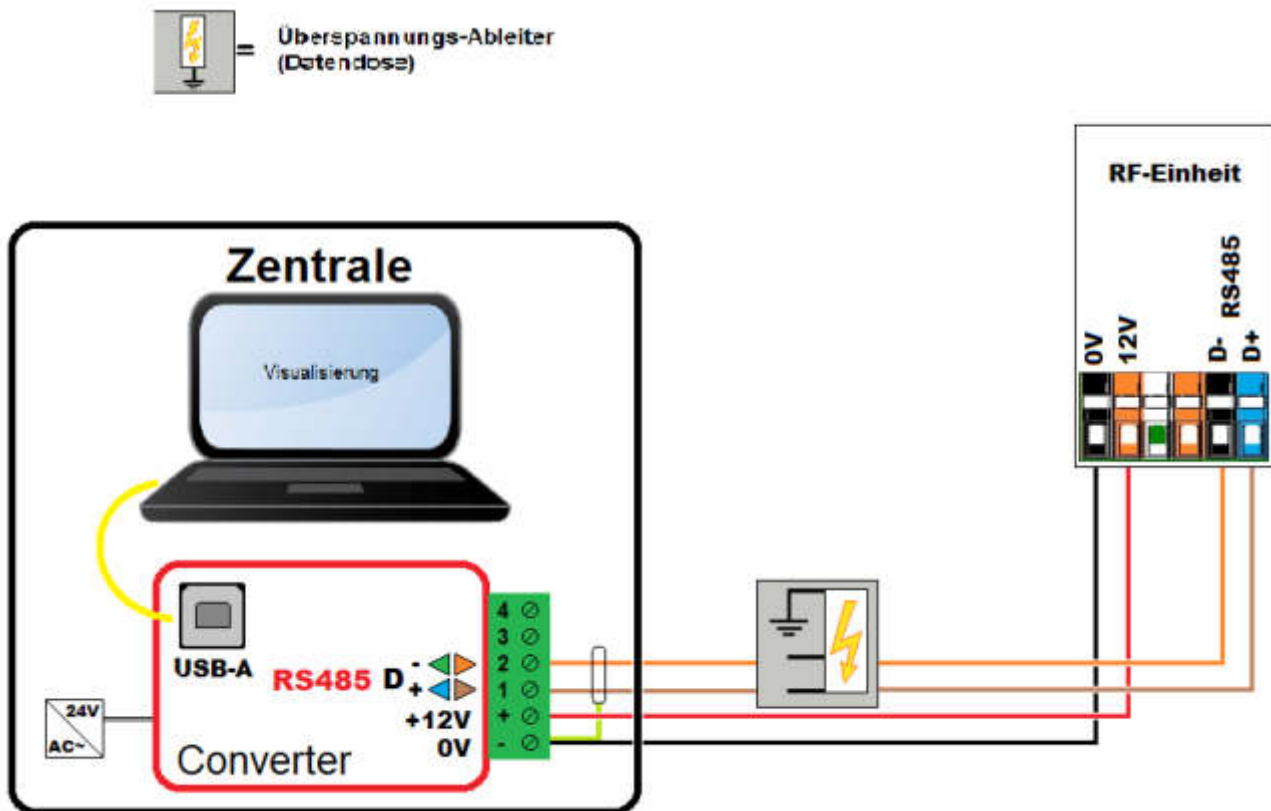 = Überspannungs-Ableiter
(Datendose)
RF-Einheit
0V
12V
D-
RS485
D+
Zentrale
Visualisierung
USB-A
RS485 D -
+
+12V
0V
4
3
2
1
+
-
24V
AC~
Converter